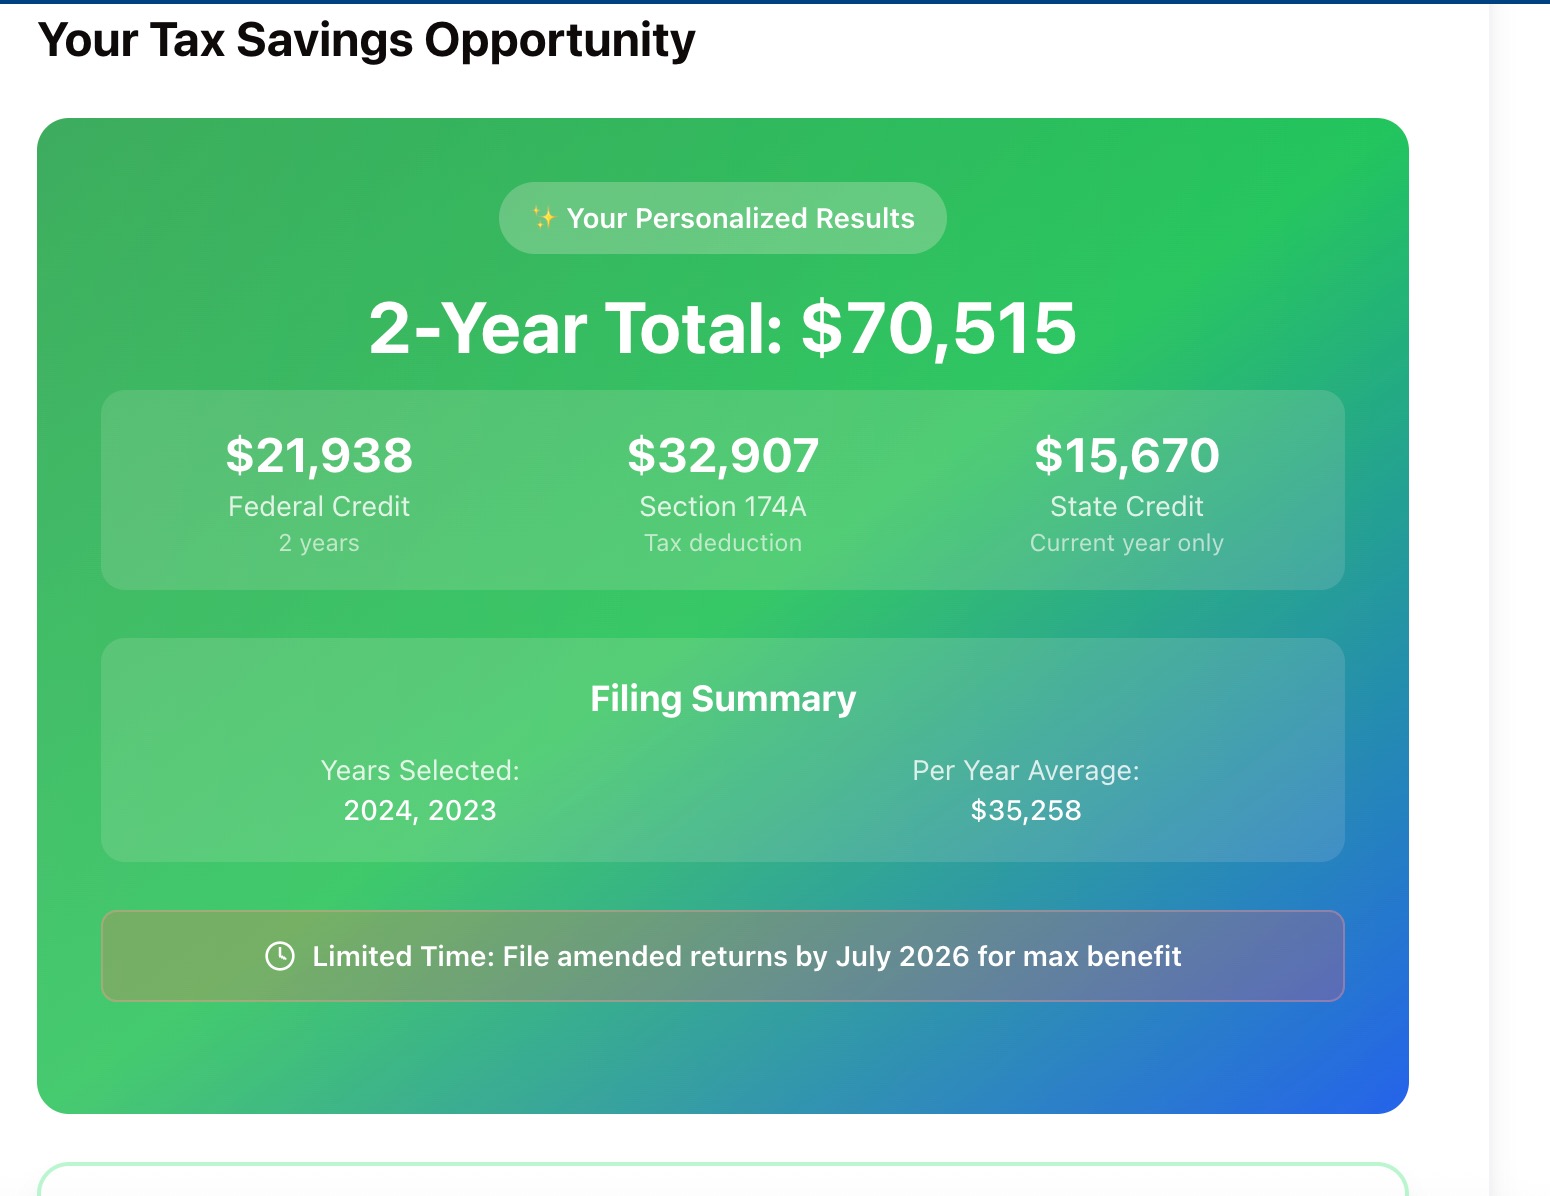 Your Tax Savings Opportunity
✨ Your Personalized Results
2-Year Total: $70,515
$21,938
Federal Credit
2 years
$32,907
Section 174A
Tax deduction
$15,670
State Credit
Current year only
Filing Summary
Years Selected:
2024, 2023
Per Year Average:
$35,258
Limited Time: File amended returns by July 2026 for max benefit